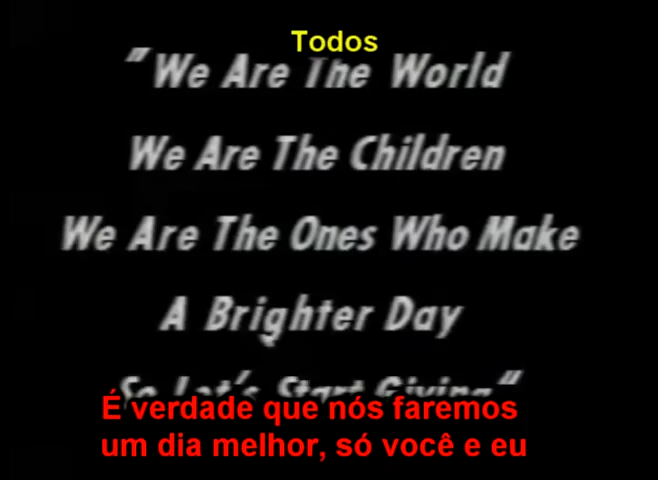 Todos
"We Are The World
We Are The Children
We Are The Ones Who Make
A Brighter Day
So Let's Start Giving"
É verdade que nós faremos
um dia melhor, só você e eu